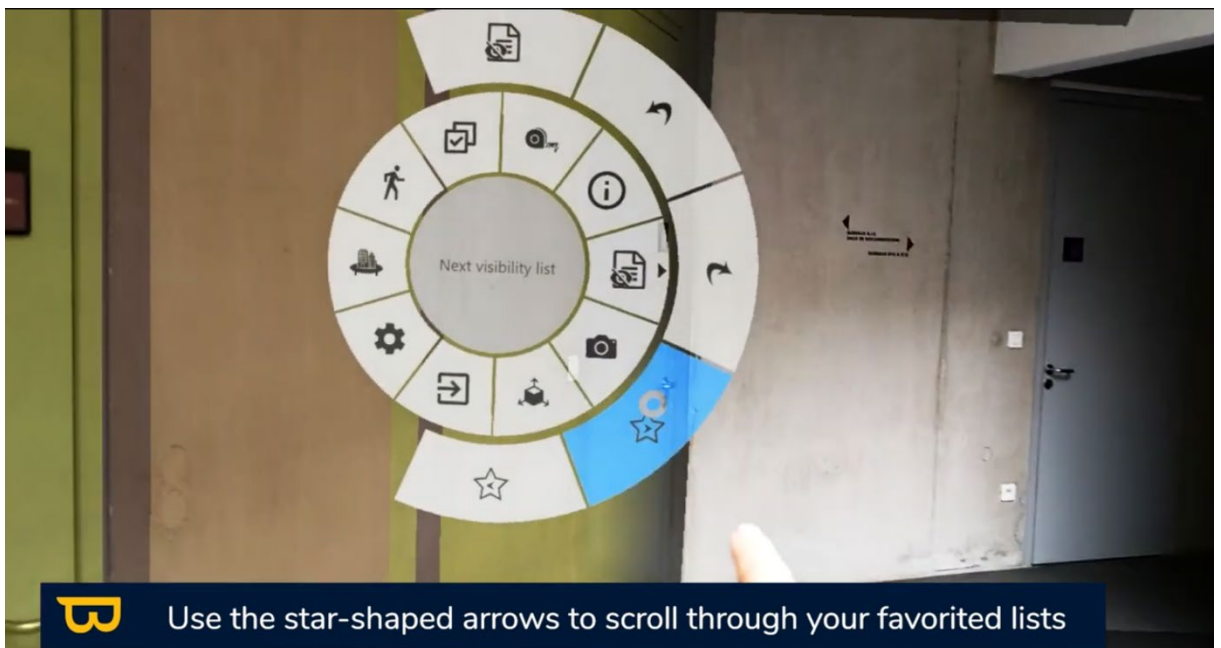 Next visibility list
Use the star-shaped arrows to scroll through your favorited lists